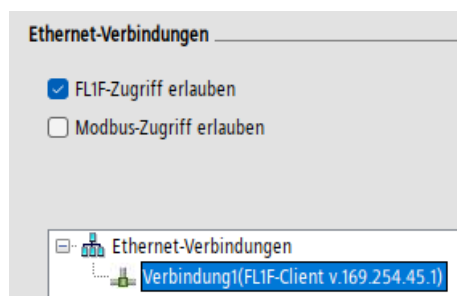 Ethernet-Verbindungen
FL1F-Zugriff erlauben
Modbus-Zugriff erlauben
Ethernet-Verbindungen
Verbindung1(FL1F-Client v.169.254.45.1)